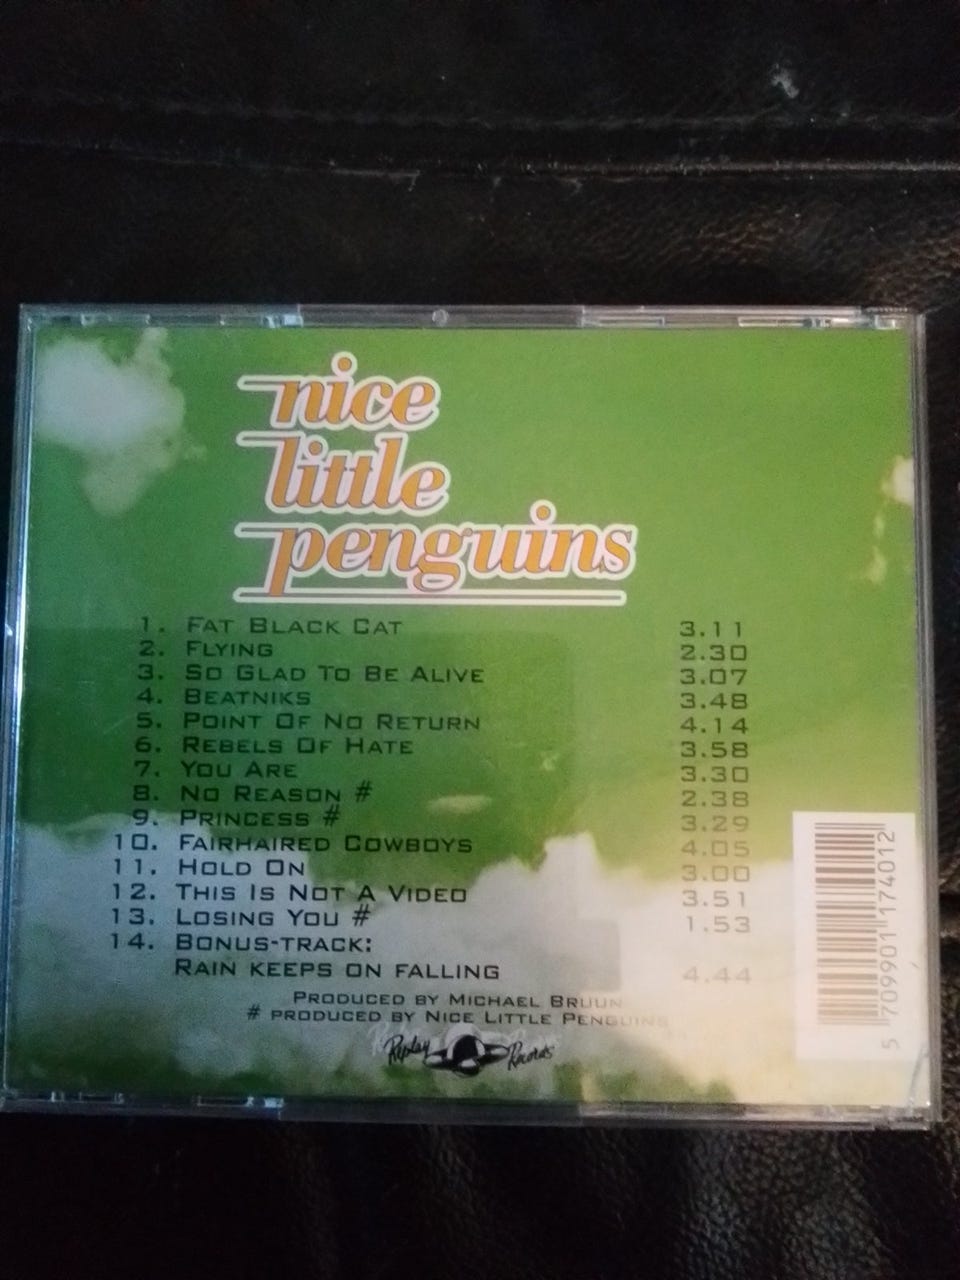 nice
little
penguins
1. FAT BLACK CAT 3.11
2. FLYING 2.30
3. SO GLAD TO BE ALIVE 3.07
4. BEATNIKS 3.48
5. POINT OF NO RETURN 4.14
6. REBELS OF HATE 3.58
7. YOU ARE 3.30
8. NO REASON # 2.38
9. PRINCESS # 3.29
10. FAIRHAIRED COWBOYS 4.05
11. HOLD ON 3.00
12. THIS IS NOT A VIDEO 3.51
13. LOSING YOU # 1.53
14. BONUS-TRACK:
RAIN KEEPS ON FALLING 4.44
PRODUCED BY MICHAEL BRUUN
# PRODUCED BY NICE LITTLE PENGUINS
Replay Records
5 709901 174012